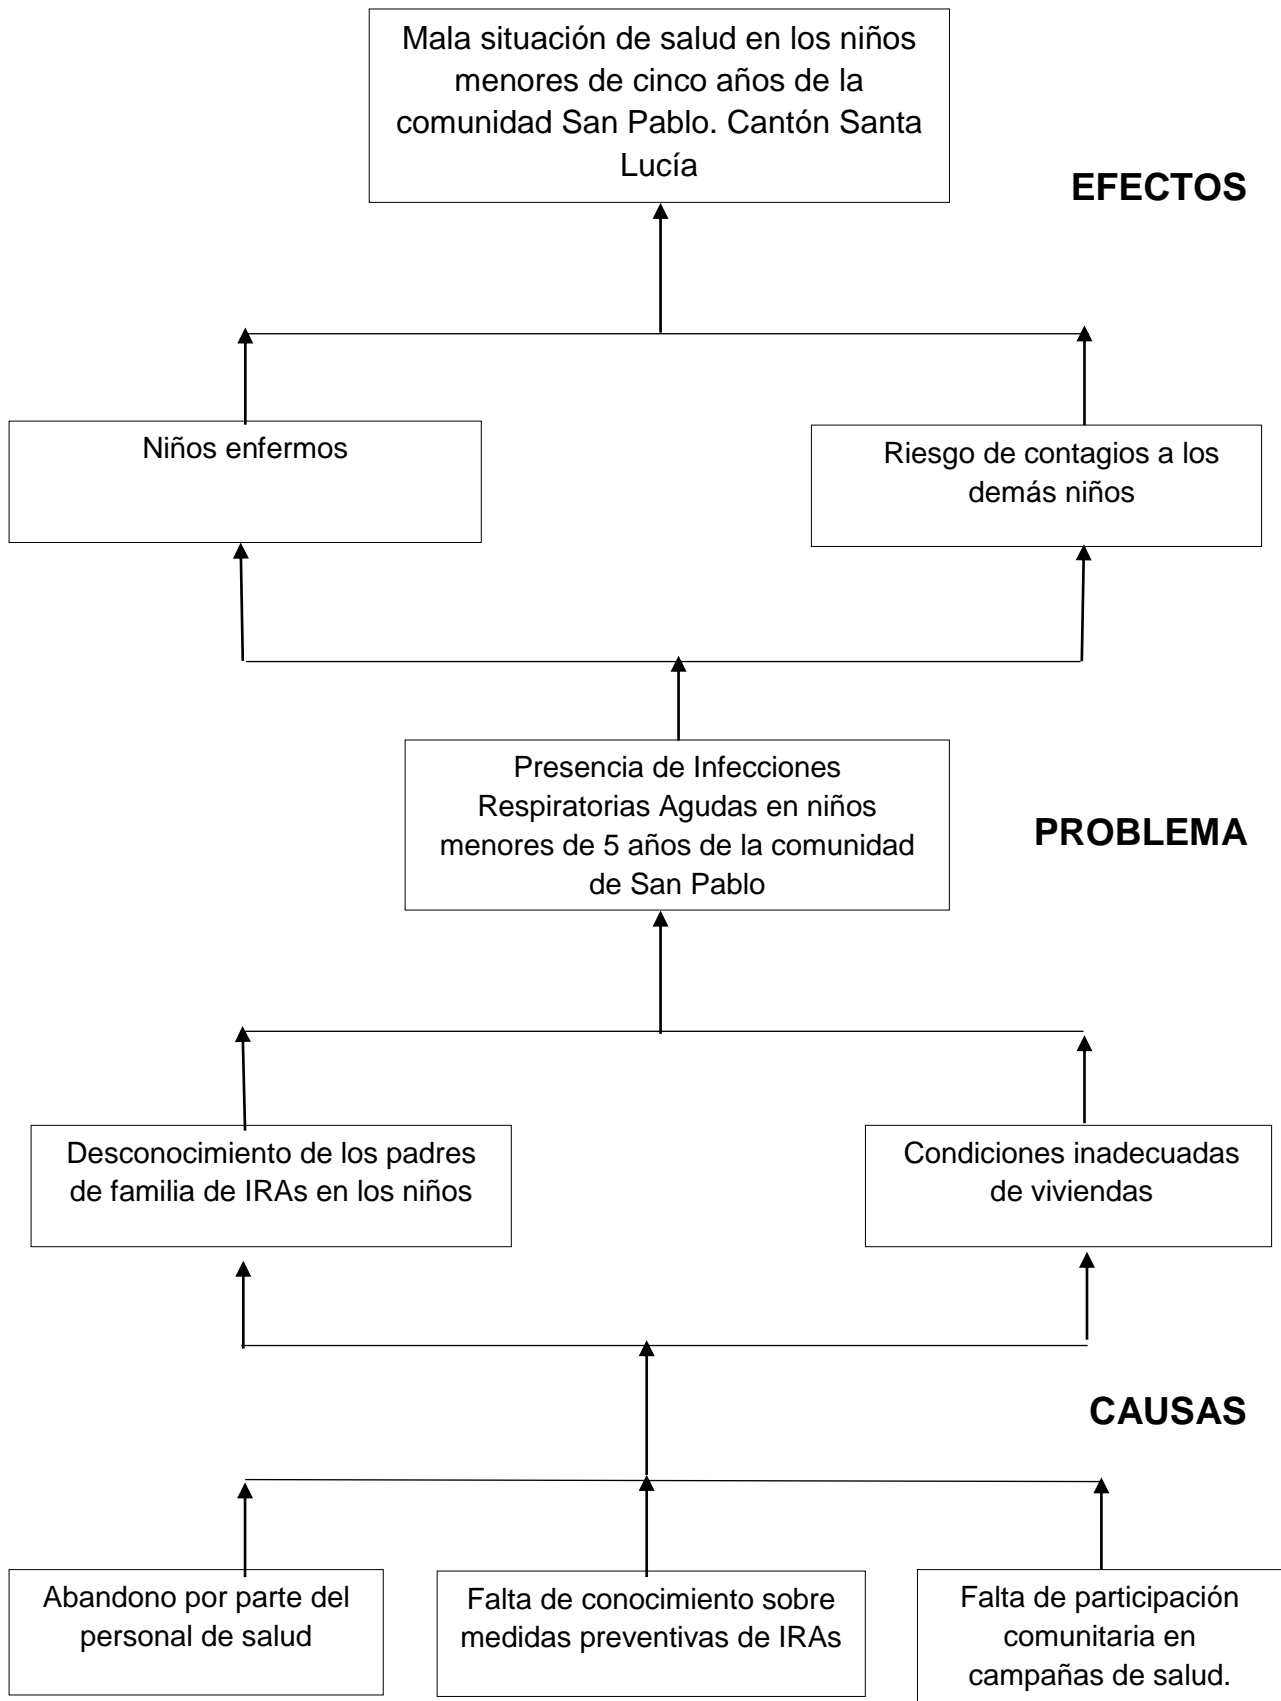 Mala situación de salud en los niños
menores de cinco años de la
comunidad San Pablo. Cantón Santa
Lucía
EFECTOS
Niños enfermos
Riesgo de contagios a los
demás niños
Presencia de Infecciones
Respiratorias Agudas en niños
menores de 5 años de la comunidad
de San Pablo
PROBLEMA
Desconocimiento de los padres
de familia de IRAs en los niños
Condiciones inadecuadas
de viviendas
CAUSAS
Abandono por parte del
personal de salud
Falta de conocimiento sobre
medidas preventivas de IRAs
Falta de participación
comunitaria en
campañas de salud.